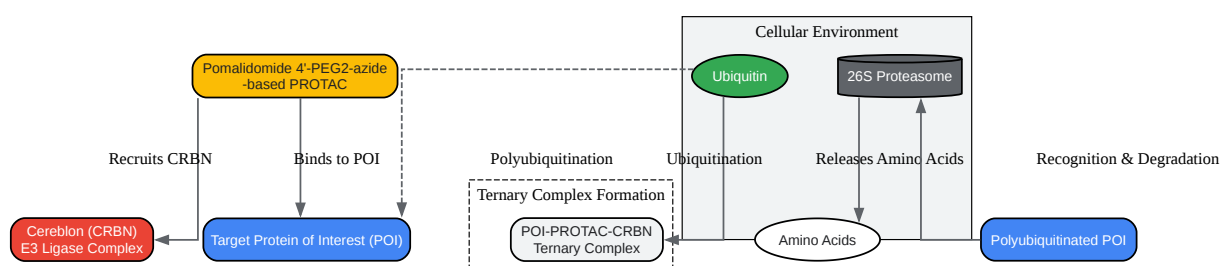 Cellular Environment
Pomalidomide 4'-PEG2-azide
-based PROTAC
Ubiquitin
26S Proteasome
Recruits CRBN
Binds to POI
Polyubiquitination
Ubiquitination
Releases Amino Acids
Recognition & Degradation
Ternary Complex Formation
Cereblon (CRBN)
E3 Ligase Complex
Target Protein of Interest (POI)
POI-PROTAC-CRBN
Ternary Complex
Amino Acids
Polyubiquitinated POI